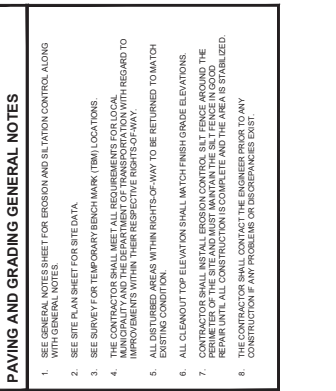 PAVING AND GRADING GENERAL NOTES
1. SEE GENERAL NOTES SHEET FOR EROSION AND SILTATION CONTROL ALONG
WITH GENERAL NOTES.
2. SEE SITE PLAN SHEET FOR SITE DATA.
3. SEE SURVEY FOR TEMPORARY BENCH MARK (TBM) LOCATIONS.
4. THE CONTRACTOR SHALL MEET ALL REQUIREMENTS FOR LOCAL
MUNICIPALITY AND THE DEPARTMENT OF TRANSPORTATION WITH REGARD TO
IMPROVEMENTS WITHIN THEIR RESPECTIVE RIGHTS-OF-WAY.
5. ALL DISTURBED AREAS WITHIN RIGHTS-OF-WAY TO BE RETURNED TO MATCH
EXISTING CONDITION.
6. ALL CLEANOUT TOP ELEVATION SHALL MATCH FINISH GRADE ELEVATIONS.
7. CONTRACTOR SHALL INSTALL EROSION CONTROL SILT FENCE AROUND THE
PERIMETER OF THE SITE AND MUST MAINTAIN THE SILT FENCE IN GOOD
REPAIR UNTIL ALL CONSTRUCTION IS COMPLETE AND THE AREA IS STABILIZED.
8. THE CONTRACTOR SHALL CONTACT THE ENGINEER PRIOR TO ANY
CONSTRUCTION IF ANY PROBLEMS OR DISCREPANCIES EXIST.